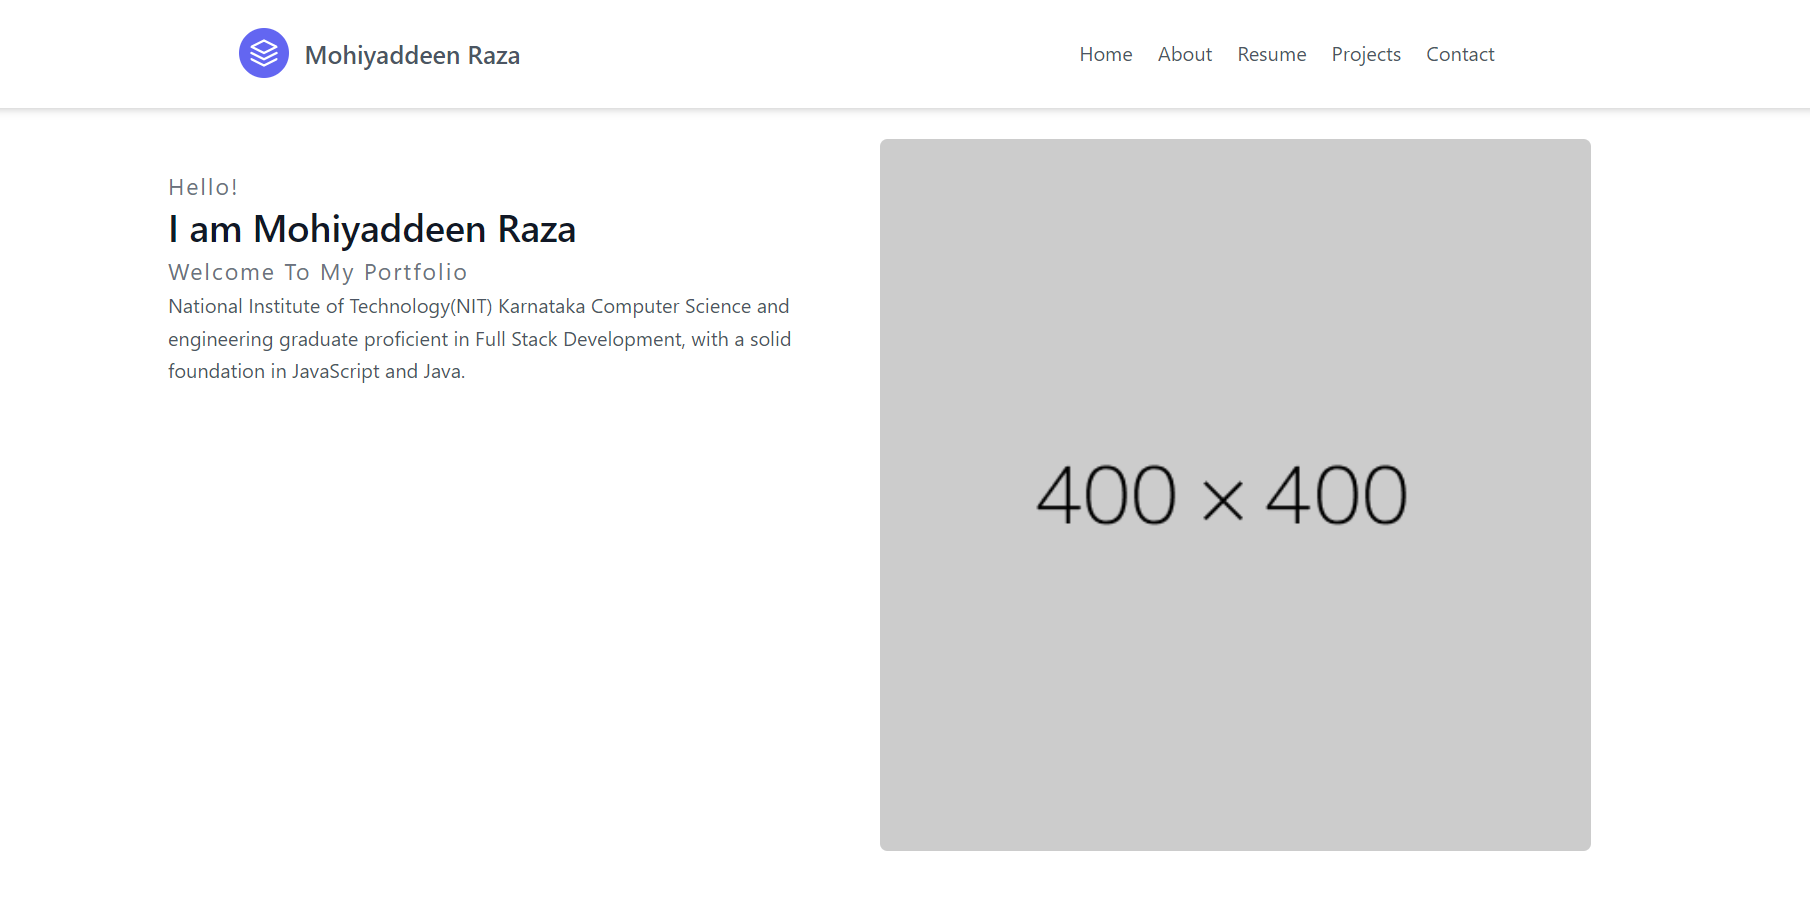 Mohiyaddeen Raza
Home About Resume Projects Contact
Hello!
I am Mohiyaddeen Raza
Welcome To My Portfolio
National Institute of Technology(NIT) Karnataka Computer Science and
engineering graduate proficient in Full Stack Development, with a solid
foundation in JavaScript and Java.
400 × 400